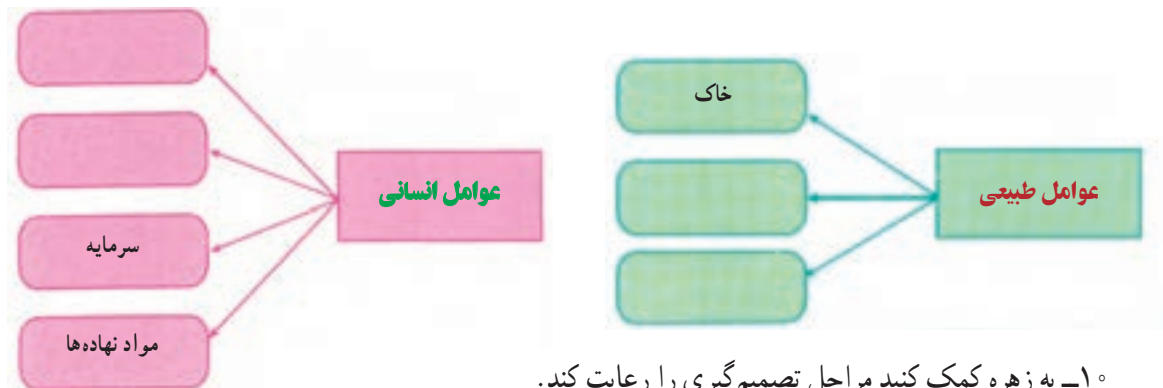 خاک
عوامل طبیعی
عوامل انسانی
سرمایه
مواد نهاده‌ها
۱۰ــ به زهره کمک کنید مراحل تصمیم‌گیری را رعایت کند.